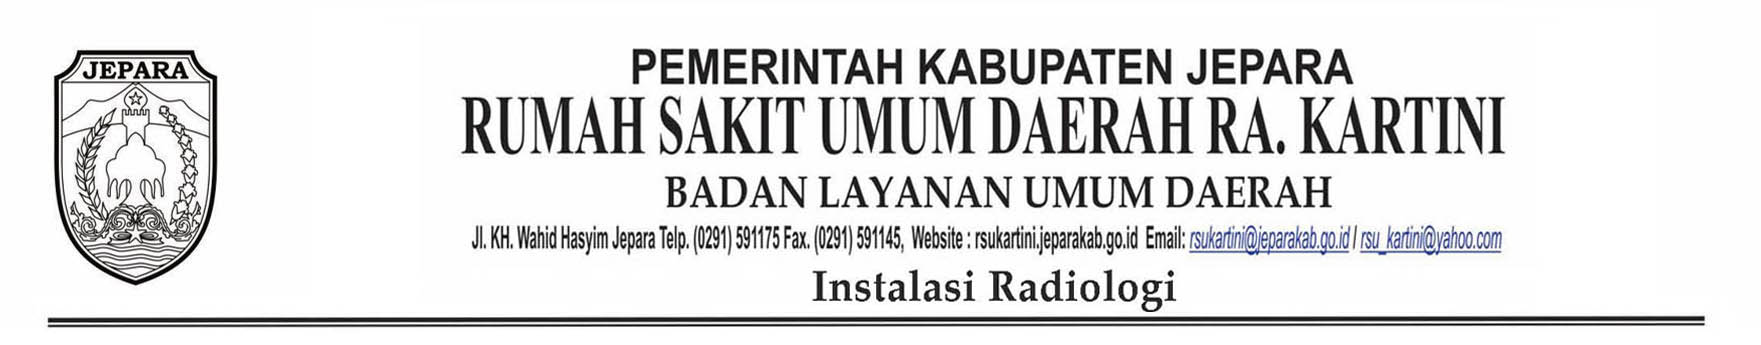 JEPARA
PEMERINTAH KABUPATEN JEPARA
RUMAH SAKIT UMUM DAERAH RA. KARTINI
BADAN LAYANAN UMUM DAERAH
Jl. KH. Wahid Hasyim Jepara Telp. (0291) 591175 Fax. (0291) 591145, Website : rsukartini.jeparakab.go.id Email: rsukartini@jeparakab.go.id / rsu_kartini@yahoo.com
Instalasi Radiologi